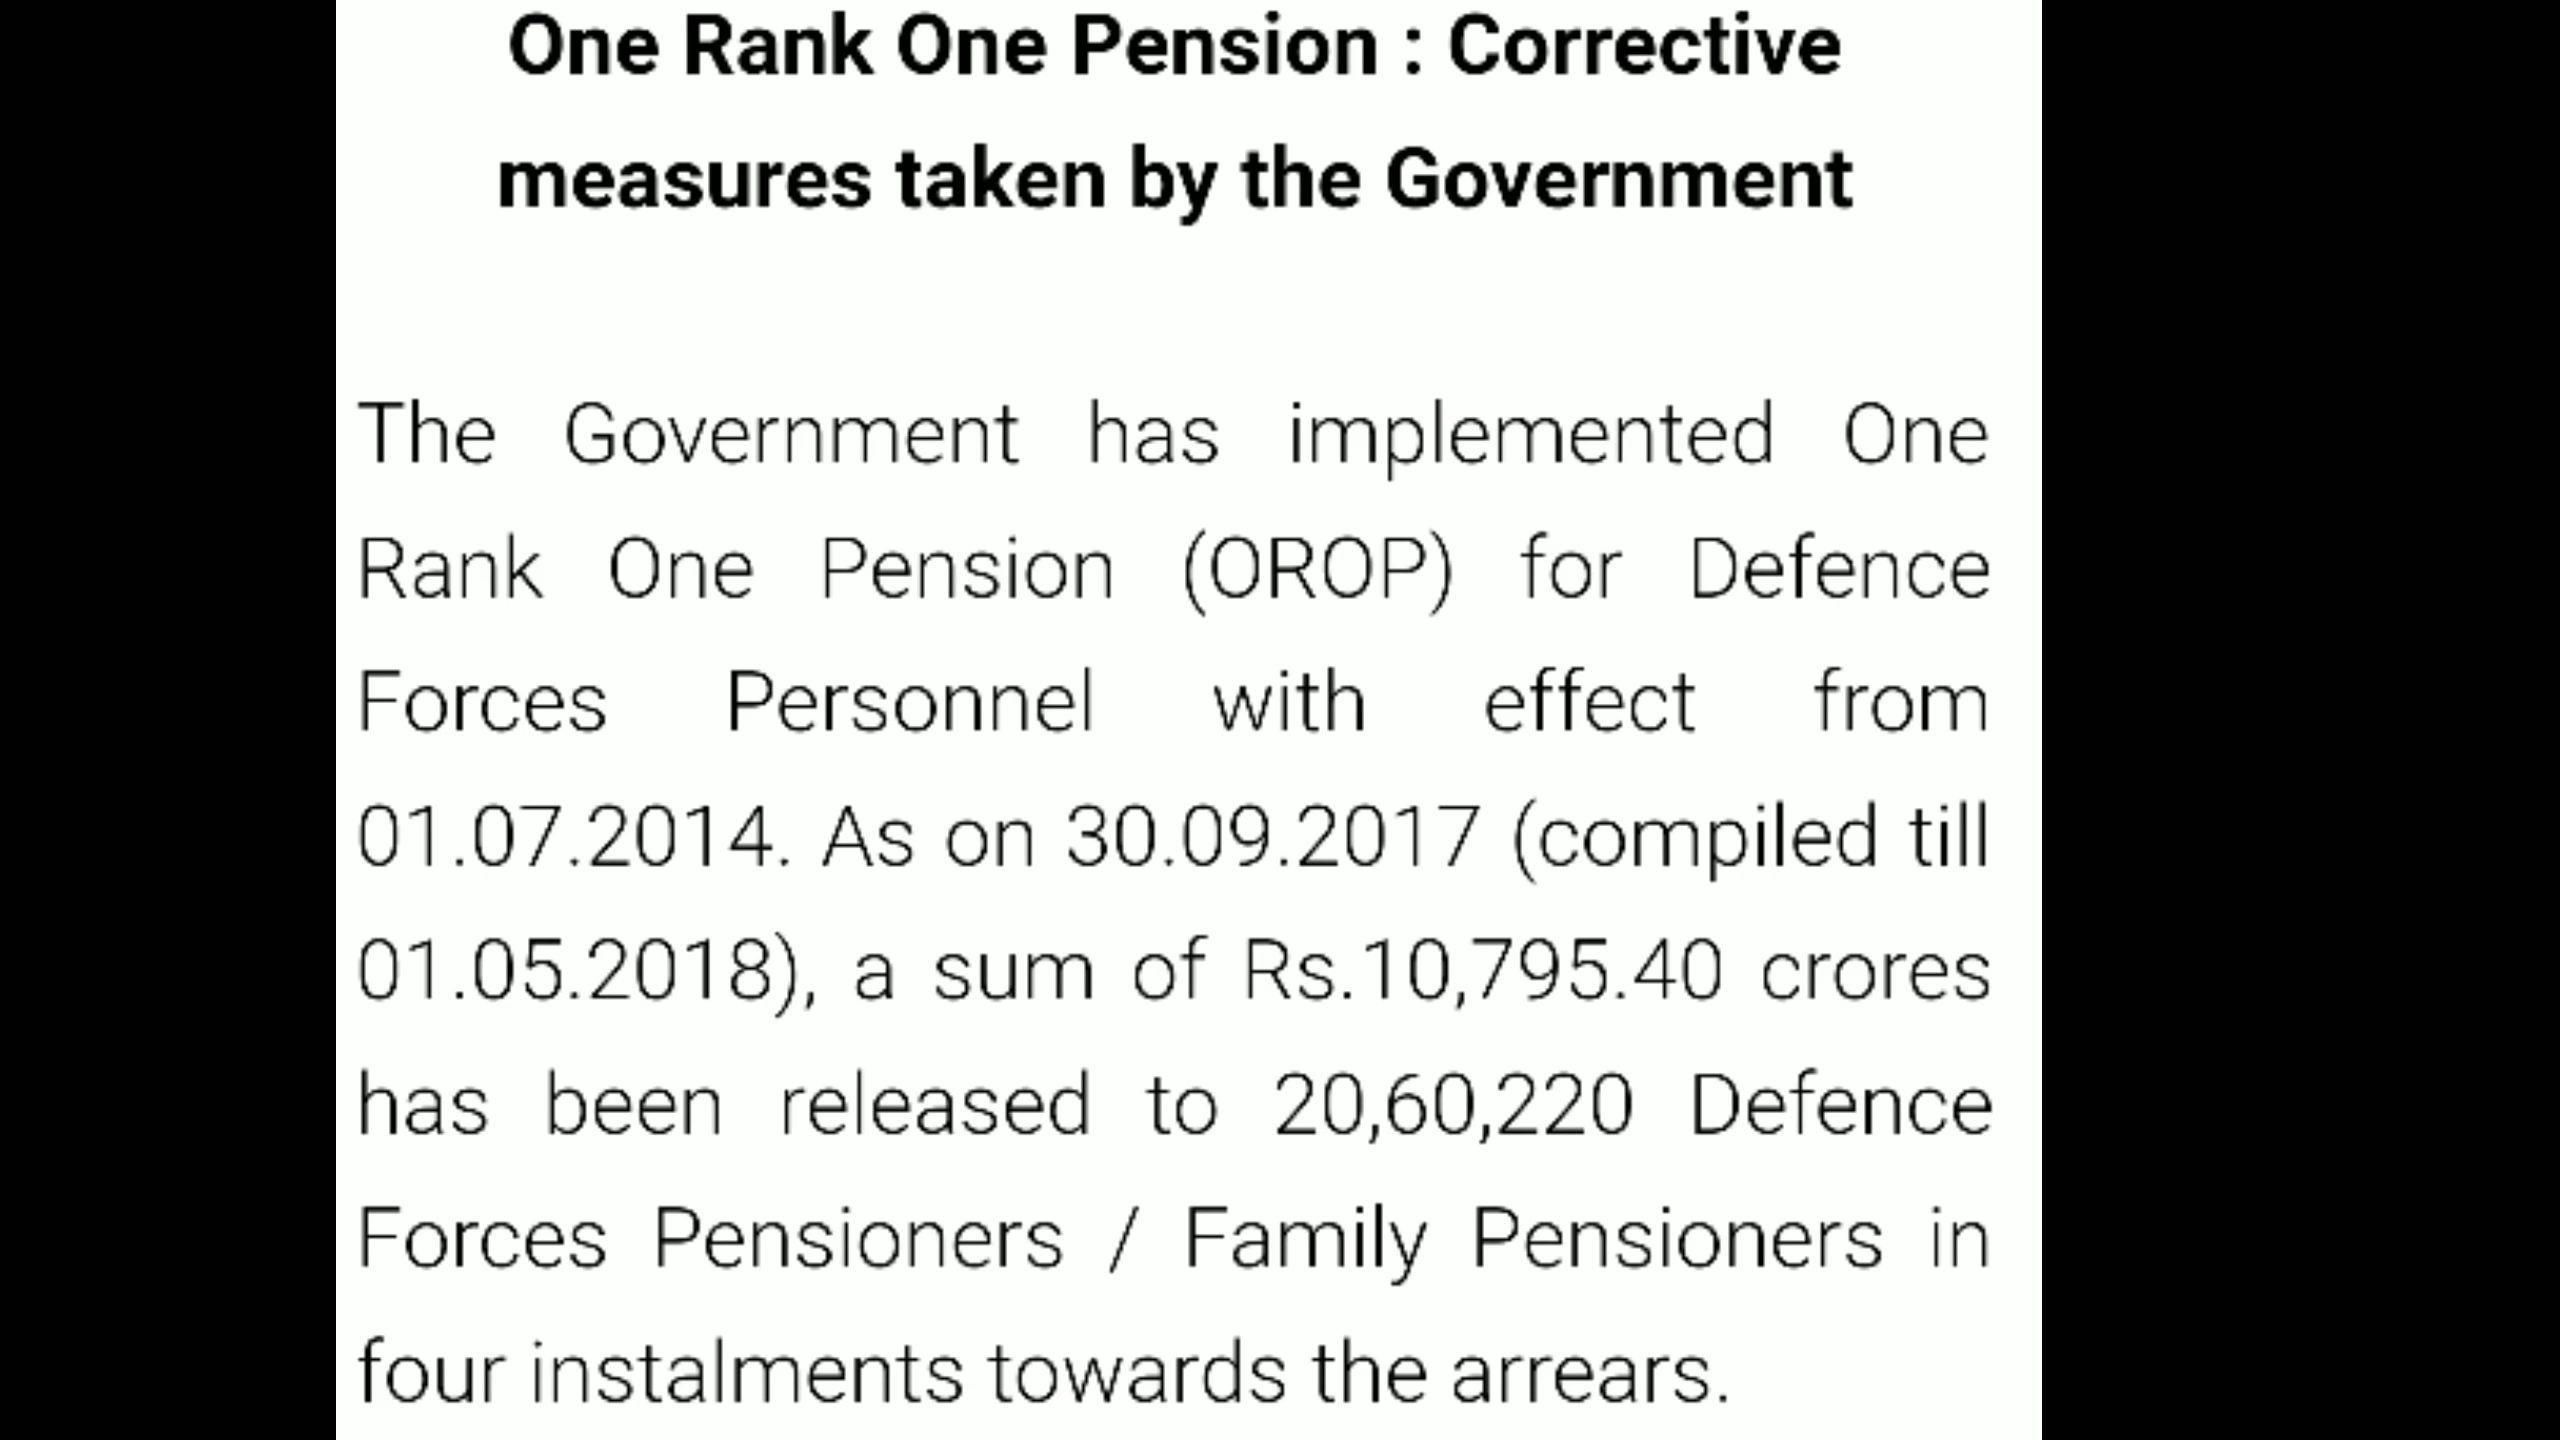 One Rank One Pension : Corrective
measures taken by the Government
The Government has implemented One
Rank One Pension (OROP) for Defence
Forces Personnel with effect from
01.07.2014. As on 30.09.2017 (compiled till
01.05.2018), a sum of Rs.10,795.40 crores
has been released to 20,60,220 Defence
Forces Pensioners / Family Pensioners in
four instalments towards the arrears.